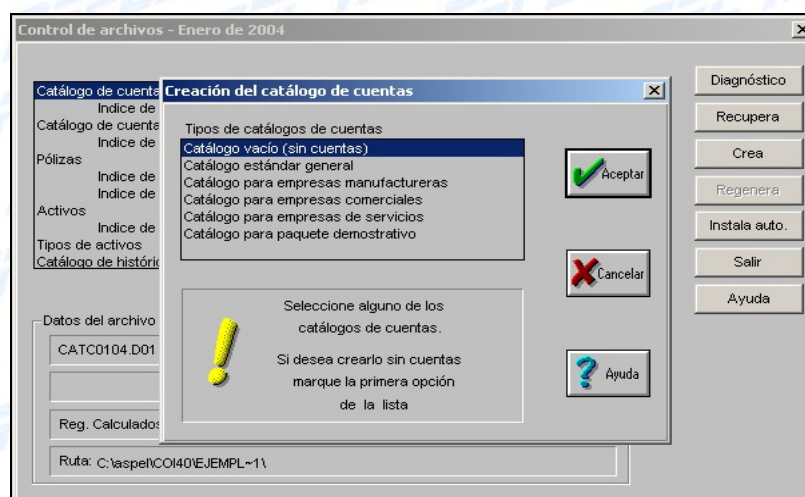 Control de archivos - Enero de 2004
Catálogo de cuenta
Indice de
Catálogo de cuenta
Indice de
Pólizas
Indice de
Indice de
Activos
Indice de
Tipos de activos
Catálogo de históric
Creación del catálogo de cuentas
Tipos de catálogos de cuentas
Catálogo vacío (sin cuentas)
Catálogo estándar general
Catálogo para empresas manufactureras
Catálogo para empresas comerciales
Catálogo para empresas de servicios
Catálogo para paquete demostrativo
Seleccione alguno de los
catálogos de cuentas.
Si desea crearlo sin cuentas
marque la primera opción
de la lista
Aceptar
Cancelar
Ayuda
Diagnóstico
Recupera
Crea
Regenera
Instala auto.
Salir
Ayuda
Datos del archivo
CATC0104.D01
Reg. Calculados
Ruta: C:\aspel\COI40\EJEMPL~1\